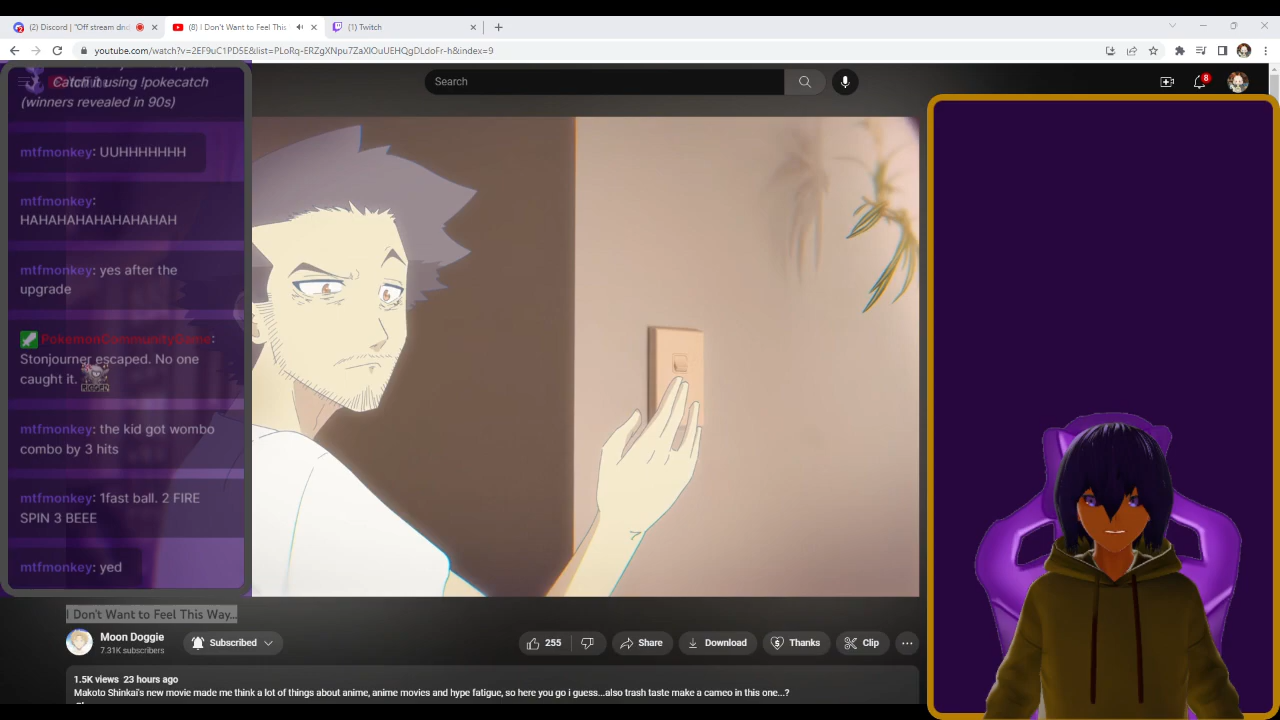 (2) Discord | "Off stream dnd
(8) I Don't Want to Feel This
(1) Twitch
youtube.com/watch?v=2EF9uC1PD5E&list=PLoRq-ERZgXNpu7ZaXlOuUEHQgDLdoFr-h&index=9
Search
8
Catch it using !pokecatch
(winners revealed in 90s)
mtfmonkey: UUHHHHHHH
mtfmonkey:
HAHAHAHAHAHAHAHAH
mtfmonkey: yes after the
upgrade
PokemonCommunityGame:
Stonjourner escaped. No one
caught it.
mtfmonkey: the kid got wombo
combo by 3 hits
mtfmonkey: 1fast ball. 2 FIRE
SPIN 3 BEEE
mtfmonkey: yed
I Don't Want to Feel This Way...
Moon Doggie
7.31K subscribers
Subscribed
255
Share
Download
Thanks
Clip
1.5K views 23 hours ago
Makoto Shinkai's new movie made me think a lot of things about anime, anime movies and hype fatigue, so here you go i guess...also trash taste make a cameo in this one...?